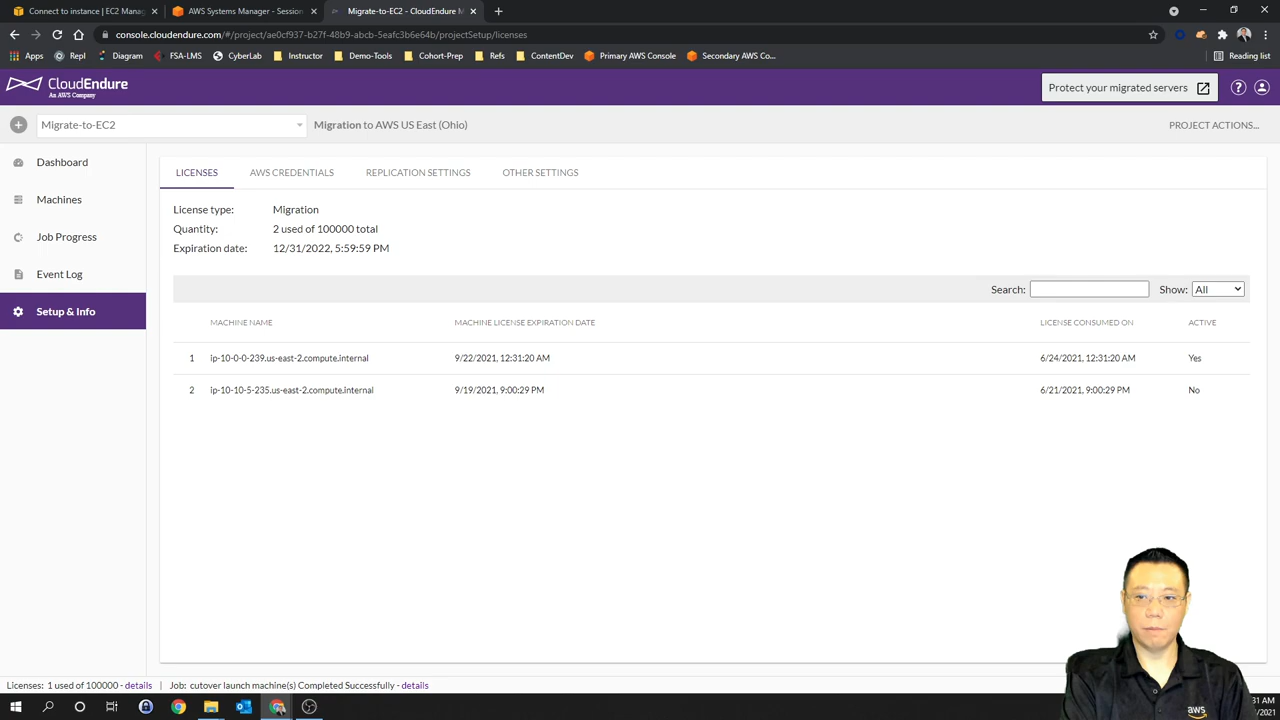 Connect to instance | EC2 Manag
AWS Systems Manager - Session
Migrate-to-EC2 - CloudEndure M
console.cloudendure.com/#/project/ae0cf937-b27f-48b9-abcb-5eafc3b6e64b/projectSetup/licenses
Apps Repl Diagram FSA-LMS CyberLab Instructor Demo-Tools Cohort-Prep Refs ContentDev Primary AWS Console Secondary AWS Co... Reading list
CloudEndure
An AWS Company
Protect your migrated servers
Migrate-to-EC2
Migration to AWS US East (Ohio)
PROJECT ACTIONS...
Dashboard
Machines
Job Progress
Event Log
Setup & Info
LICENSES AWS CREDENTIALS REPLICATION SETTINGS OTHER SETTINGS
License type: Migration
Quantity: 2 used of 100000 total
Expiration date: 12/31/2022, 5:59:59 PM
Search: Show: All
MACHINE NAME MACHINE LICENSE EXPIRATION DATE LICENSE CONSUMED ON ACTIVE
1 ip-10-0-0-239.us-east-2.compute.internal 9/22/2021, 12:31:20 AM 6/24/2021, 12:31:20 AM Yes
2 ip-10-10-5-235.us-east-2.compute.internal 9/19/2021, 9:00:29 PM 6/21/2021, 9:00:29 PM No
Licenses: 1 used of 100000 - details | Job: cutover launch machine(s) Completed Successfully - details
aws